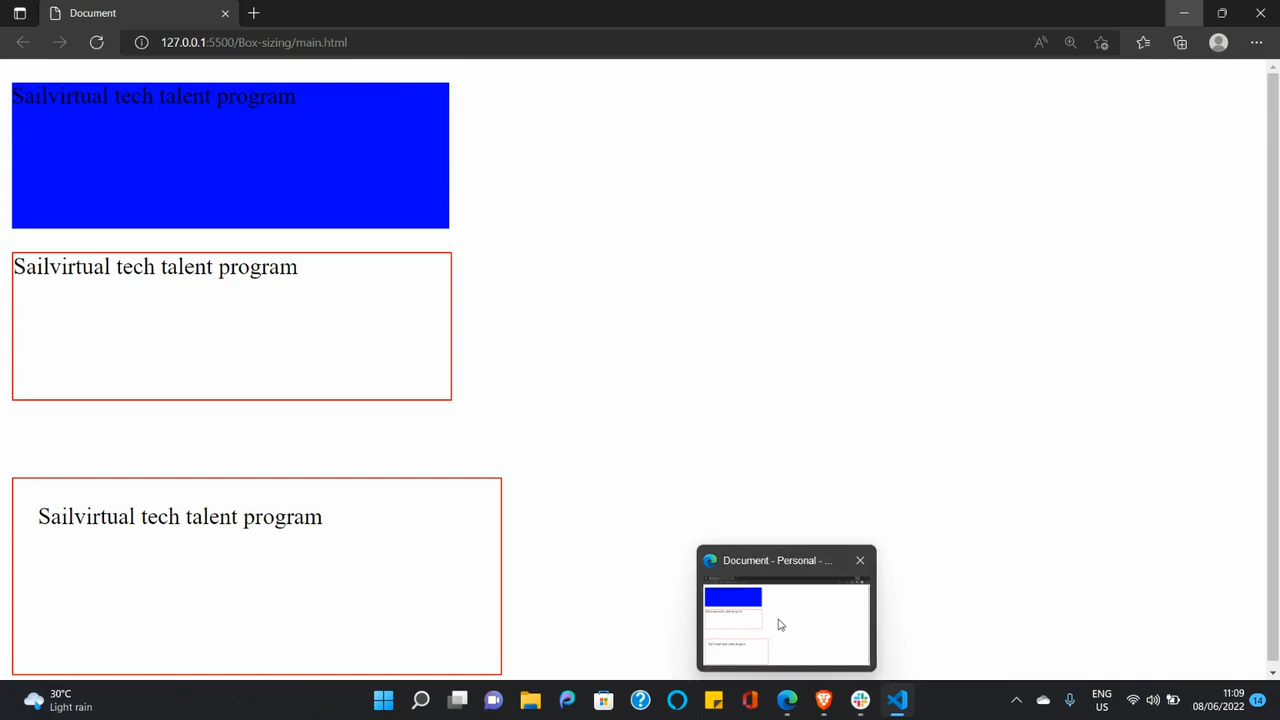 Document
127.0.0.1:5500/Box-sizing/main.html
Sailvirtual tech talent program
Sailvirtual tech talent program
Sailvirtual tech talent program
Document - Personal - ...
30°C
Light rain
ENG
US
11:09
08/06/2022
14